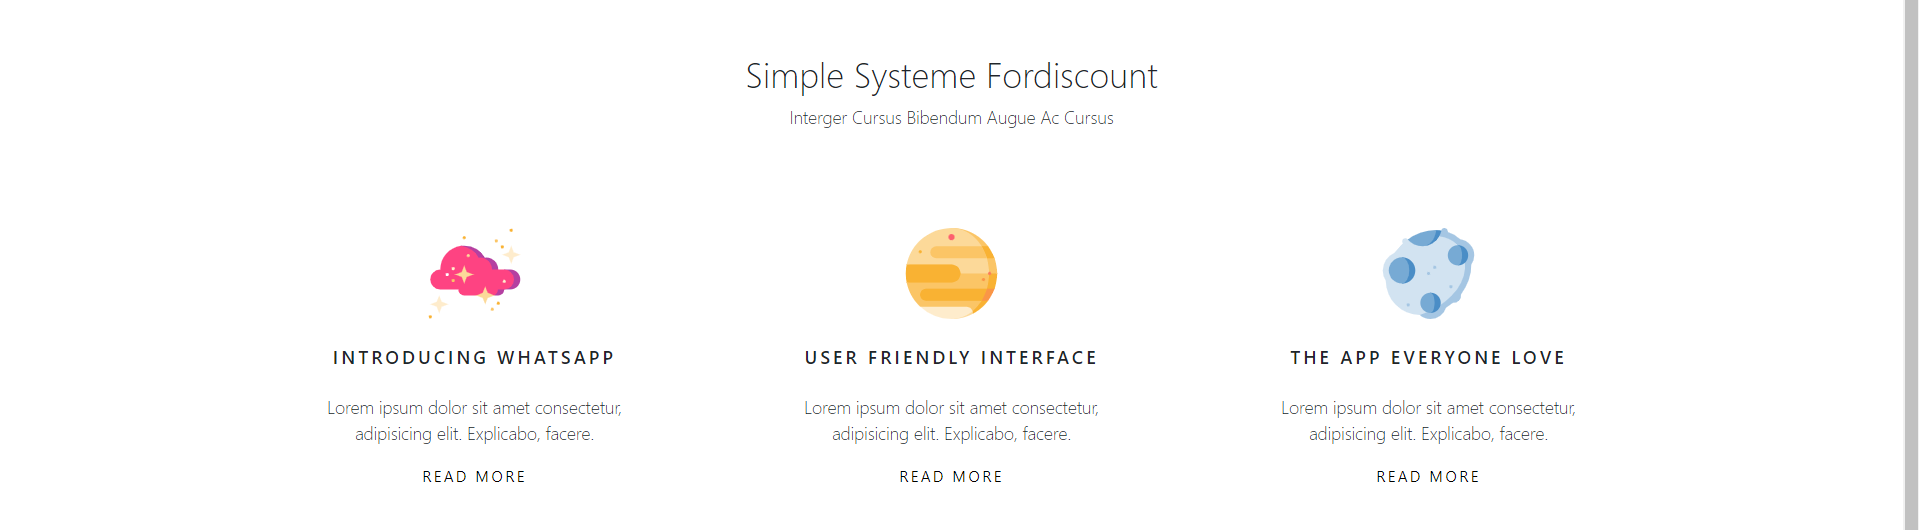 Simple Systeme Fordiscount
Interger Cursus Bibendum Augue Ac Cursus
INTRODUCING WHATSAPP
Lorem ipsum dolor sit amet consectetur,
adipisicing elit. Explicabo, facere.
READ MORE
USER FRIENDLY INTERFACE
Lorem ipsum dolor sit amet consectetur,
adipisicing elit. Explicabo, facere.
READ MORE
THE APP EVERYONE LOVE
Lorem ipsum dolor sit amet consectetur,
adipisicing elit. Explicabo, facere.
READ MORE